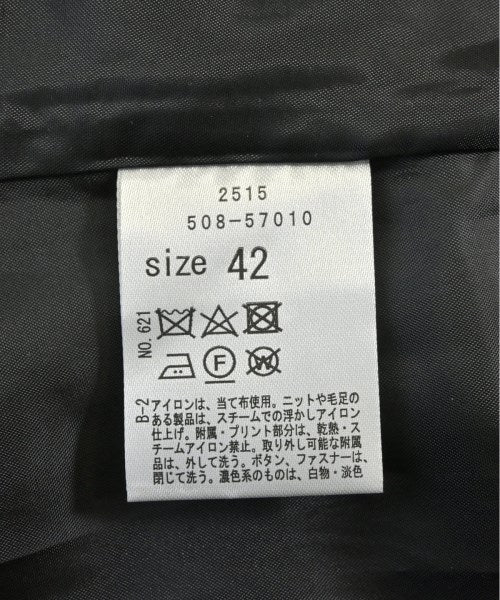 2515
508-57010
size 42
NO. 621
F
W
B-2
アイロンは、当て布使用。ニットや毛足の
ある製品は、スチームでの浮かしアイロン
仕上げ。附属・プリント部分は、乾熱・ス
チームアイロン禁止。取り外し可能な附属
品は、外して洗う。ボタン、ファスナーは、
閉じて洗う。濃色系のものは、白物・淡色